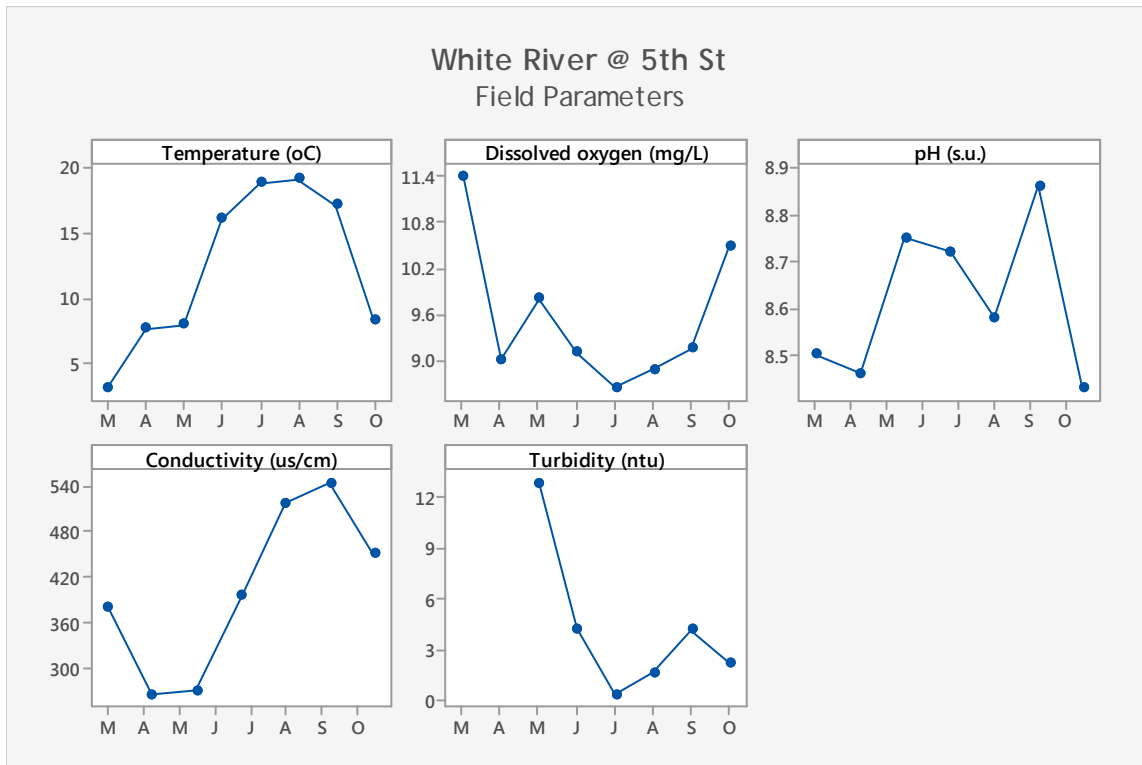 White River @ 5th St
Field Parameters
Temperature (oC)
20
15
10
5
M A M J J A S O
Dissolved oxygen (mg/L)
11.4
10.8
10.2
9.6
9.0
M A M J J A S O
pH (s.u.)
8.9
8.8
8.7
8.6
8.5
M A M J J A S O
Conductivity (us/cm)
540
480
420
360
300
M A M J J A S O
Turbidity (ntu)
12
9
6
3
0
M A M J J A S O